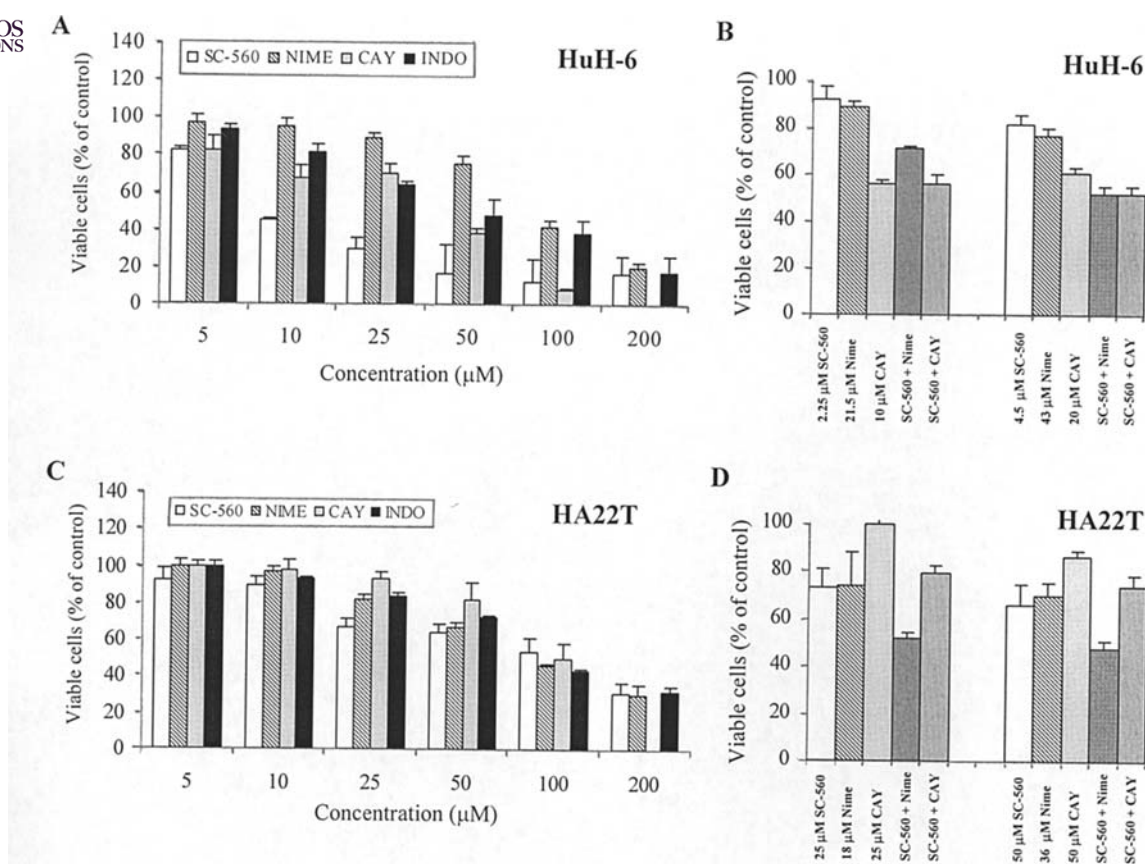 OS
ONS
A
140
120
100
80
60
40
20
0
Viable cells (% of control)
SC-560 NIME CAY INDO
HuH-6
5 10 25 50 100 200
Concentration (µM)
B
HuH-6
100
80
60
40
20
0
Viable cells (% of control)
2.25 µM SC-560
21.5 µM Nime
10 µM CAY
SC-560 + Nime
SC-560 + CAY
4.5 µM SC-560
43 µM Nime
20 µM CAY
SC-560 + Nime
SC-560 + CAY
C
140
120
100
80
60
40
20
0
Viable cells (% of control)
SC-560 NIME CAY INDO
HA22T
5 10 25 50 100 200
Concentration (µM)
D
HA22T
100
80
60
40
20
0
Viable cells (% of control)
25 µM SC-560
18 µM Nime
25 µM CAY
SC-560 + Nime
SC-560 + CAY
50 µM SC-560
36 µM Nime
50 µM CAY
SC-560 + Nime
SC-560 + CAY